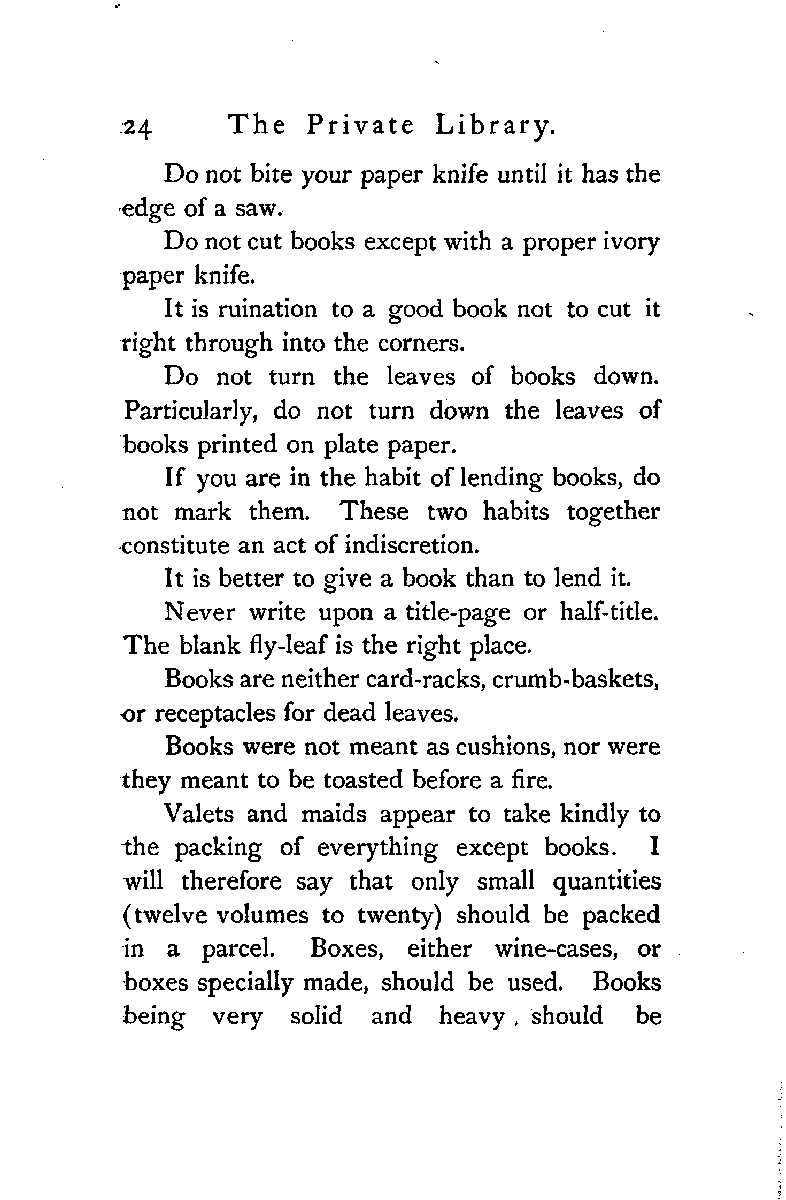 24 The Private Library.
Do not bite your paper knife until it has the
edge of a saw.
Do not cut books except with a proper ivory
paper knife.
It is ruination to a good book not to cut it
right through into the corners.
Do not turn the leaves of books down.
Particularly, do not turn down the leaves of
books printed on plate paper.
If you are in the habit of lending books, do
not mark them. These two habits together
constitute an act of indiscretion.
It is better to give a book than to lend it.
Never write upon a title-page or half-title.
The blank fly-leaf is the right place.
Books are neither card-racks, crumb-baskets,
or receptacles for dead leaves.
Books were not meant as cushions, nor were
they meant to be toasted before a fire.
Valets and maids appear to take kindly to
the packing of everything except books. I
will therefore say that only small quantities
(twelve volumes to twenty) should be packed
in a parcel. Boxes, either wine-cases, or
boxes specially made, should be used. Books
being very solid and heavy, should be